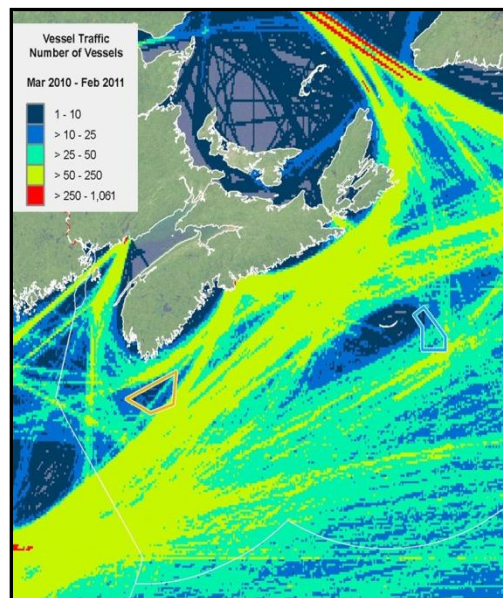 Vessel Traffic
Number of Vessels
Mar 2010 - Feb 2011
1 - 10
> 10 - 25
> 25 - 50
> 50 - 250
> 250 - 1,061